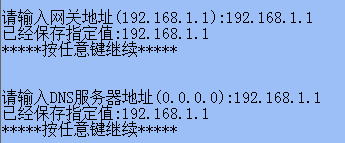 请输入网关地址(192.168.1.1):192.168.1.1
已经保存指定值:192.168.1.1
*****按任意键继续*****
请输入DNS服务器地址(0.0.0.0):192.168.1.1
已经保存指定值:192.168.1.1
*****按任意键继续*****